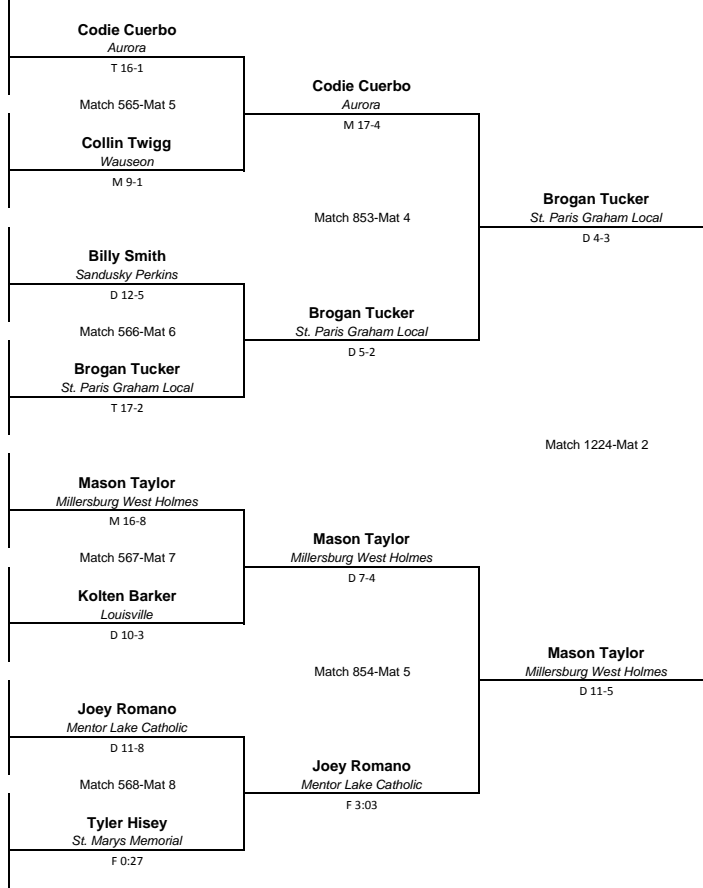 Codie Cuerbo
Aurora
T 16-1
Match 565-Mat 5
Collin Twigg
Wauseon
M 9-1
Billy Smith
Sandusky Perkins
D 12-5
Match 566-Mat 6
Brogan Tucker
St. Paris Graham Local
T 17-2
Mason Taylor
Millersburg West Holmes
M 16-8
Match 567-Mat 7
Kolten Barker
Louisville
D 10-3
Joey Romano
Mentor Lake Catholic
D 11-8
Match 568-Mat 8
Tyler Hisey
St. Marys Memorial
F 0:27
Codie Cuerbo
Aurora
M 17-4
Match 853-Mat 4
Brogan Tucker
St. Paris Graham Local
D 5-2
Mason Taylor
Millersburg West Holmes
D 7-4
Match 854-Mat 5
Joey Romano
Mentor Lake Catholic
F 3:03
Brogan Tucker
St. Paris Graham Local
D 4-3
Match 1224-Mat 2
Mason Taylor
Millersburg West Holmes
D 11-5